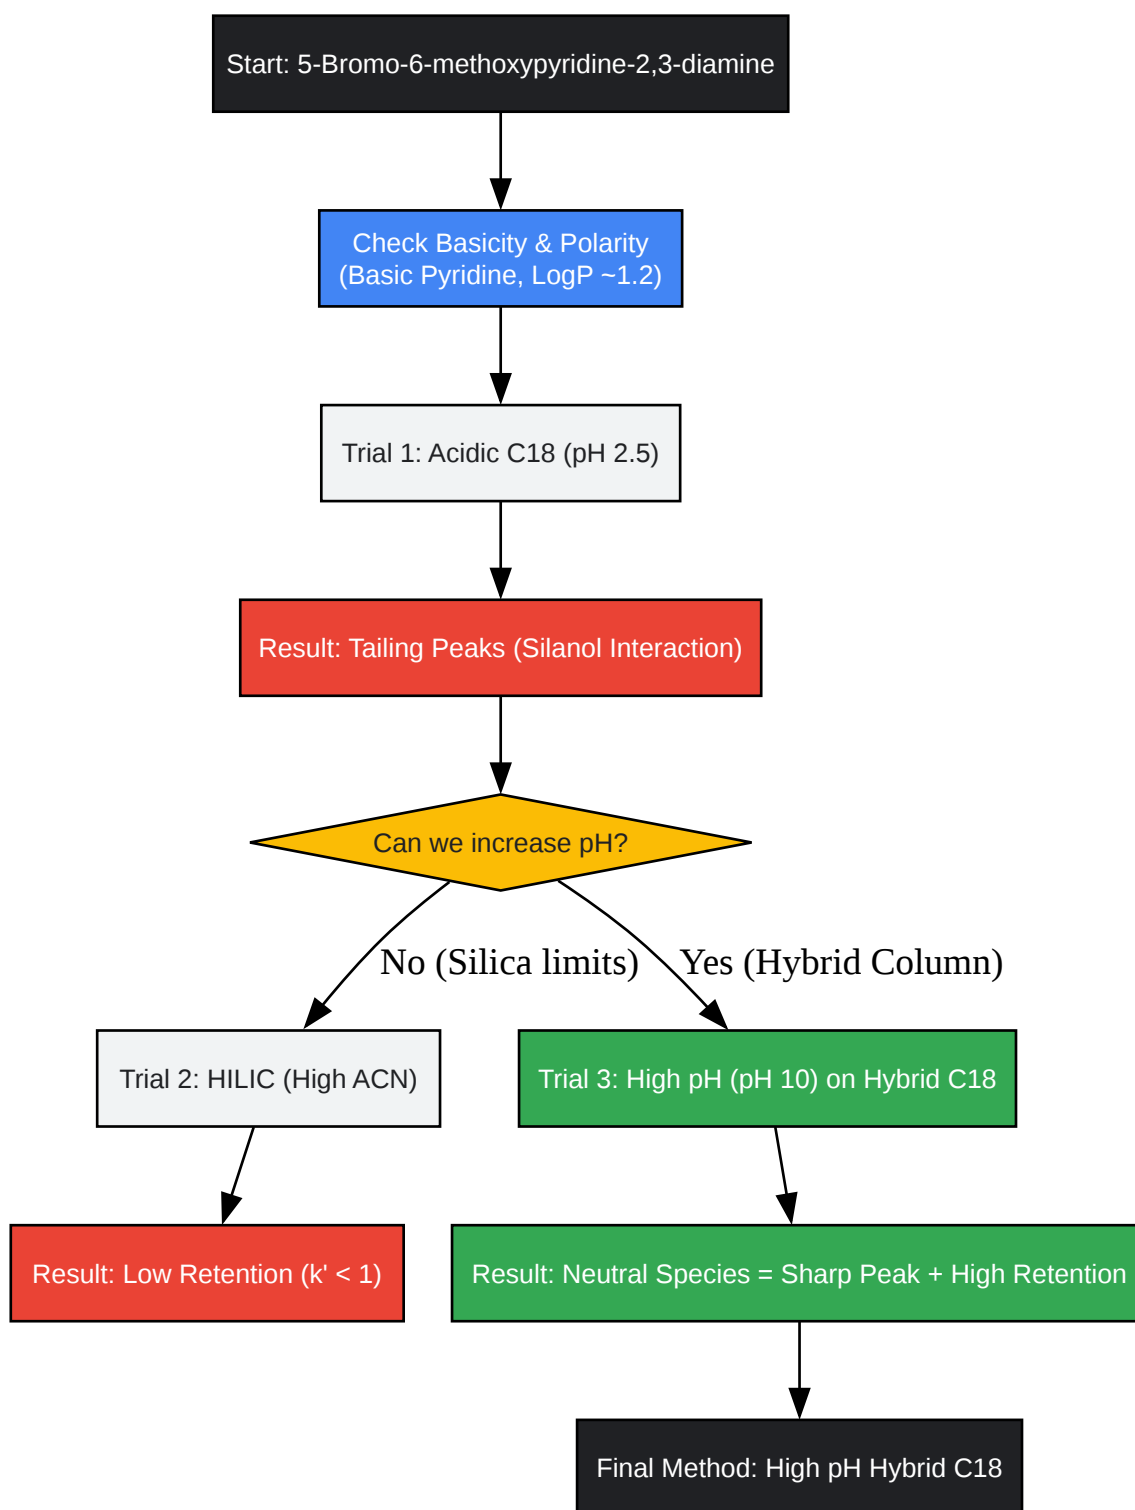 Start: 5-Bromo-6-methoxypyridine-2,3-diamine
Check Basicity & Polarity
(Basic Pyridine, LogP ~1.2)
Trial 1: Acidic C18 (pH 2.5)
Result: Tailing Peaks (Silanol Interaction)
Can we increase pH?
No (Silica limits)
Yes (Hybrid Column)
Trial 2: HILIC (High ACN)
Trial 3: High pH (pH 10) on Hybrid C18
Result: Low Retention (k' < 1)
Result: Neutral Species = Sharp Peak + High Retention
Final Method: High pH Hybrid C18